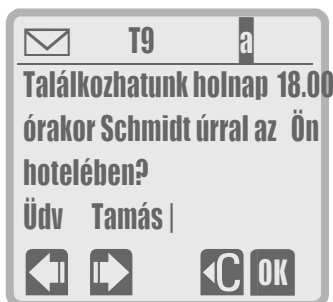 T9 a
Találkozhatunk holnap 18.00
órakor Schmidt úrral az Ön
hotelében?
Üdv Tamás|
C OK